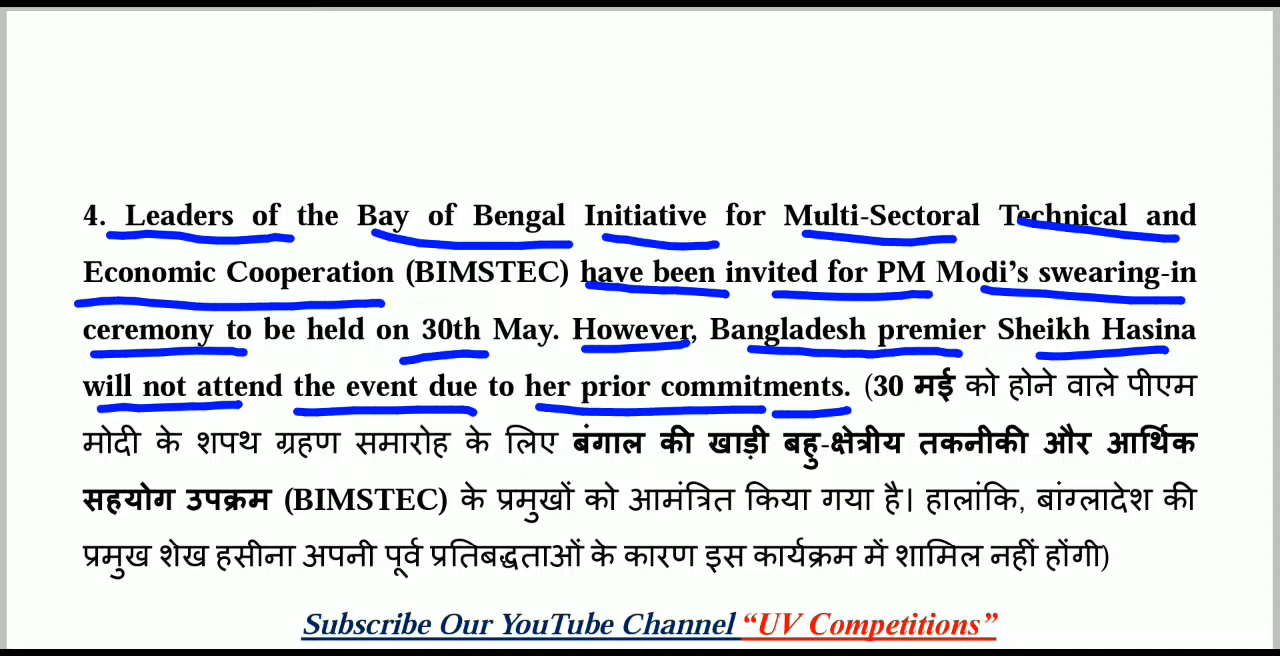 4. Leaders of the Bay of Bengal Initiative for Multi-Sectoral Technical and
Economic Cooperation (BIMSTEC) have been invited for PM Modi’s swearing-in
ceremony to be held on 30th May. However, Bangladesh premier Sheikh Hasina
will not attend the event due to her prior commitments. (30 मई को होने वाले पीएम
मोदी के शपथ ग्रहण समारोह के लिए बंगाल की खाड़ी बहु-क्षेत्रीय तकनीकी और आर्थिक
सहयोग उपक्रम (BIMSTEC) के प्रमुखों को आमंत्रित किया गया है। हालांकि, बांग्लादेश की
प्रमुख शेख हसीना अपनी पूर्व प्रतिबद्धताओं के कारण इस कार्यक्रम में शामिल नहीं होंगी)
Subscribe Our YouTube Channel “UV Competitions”